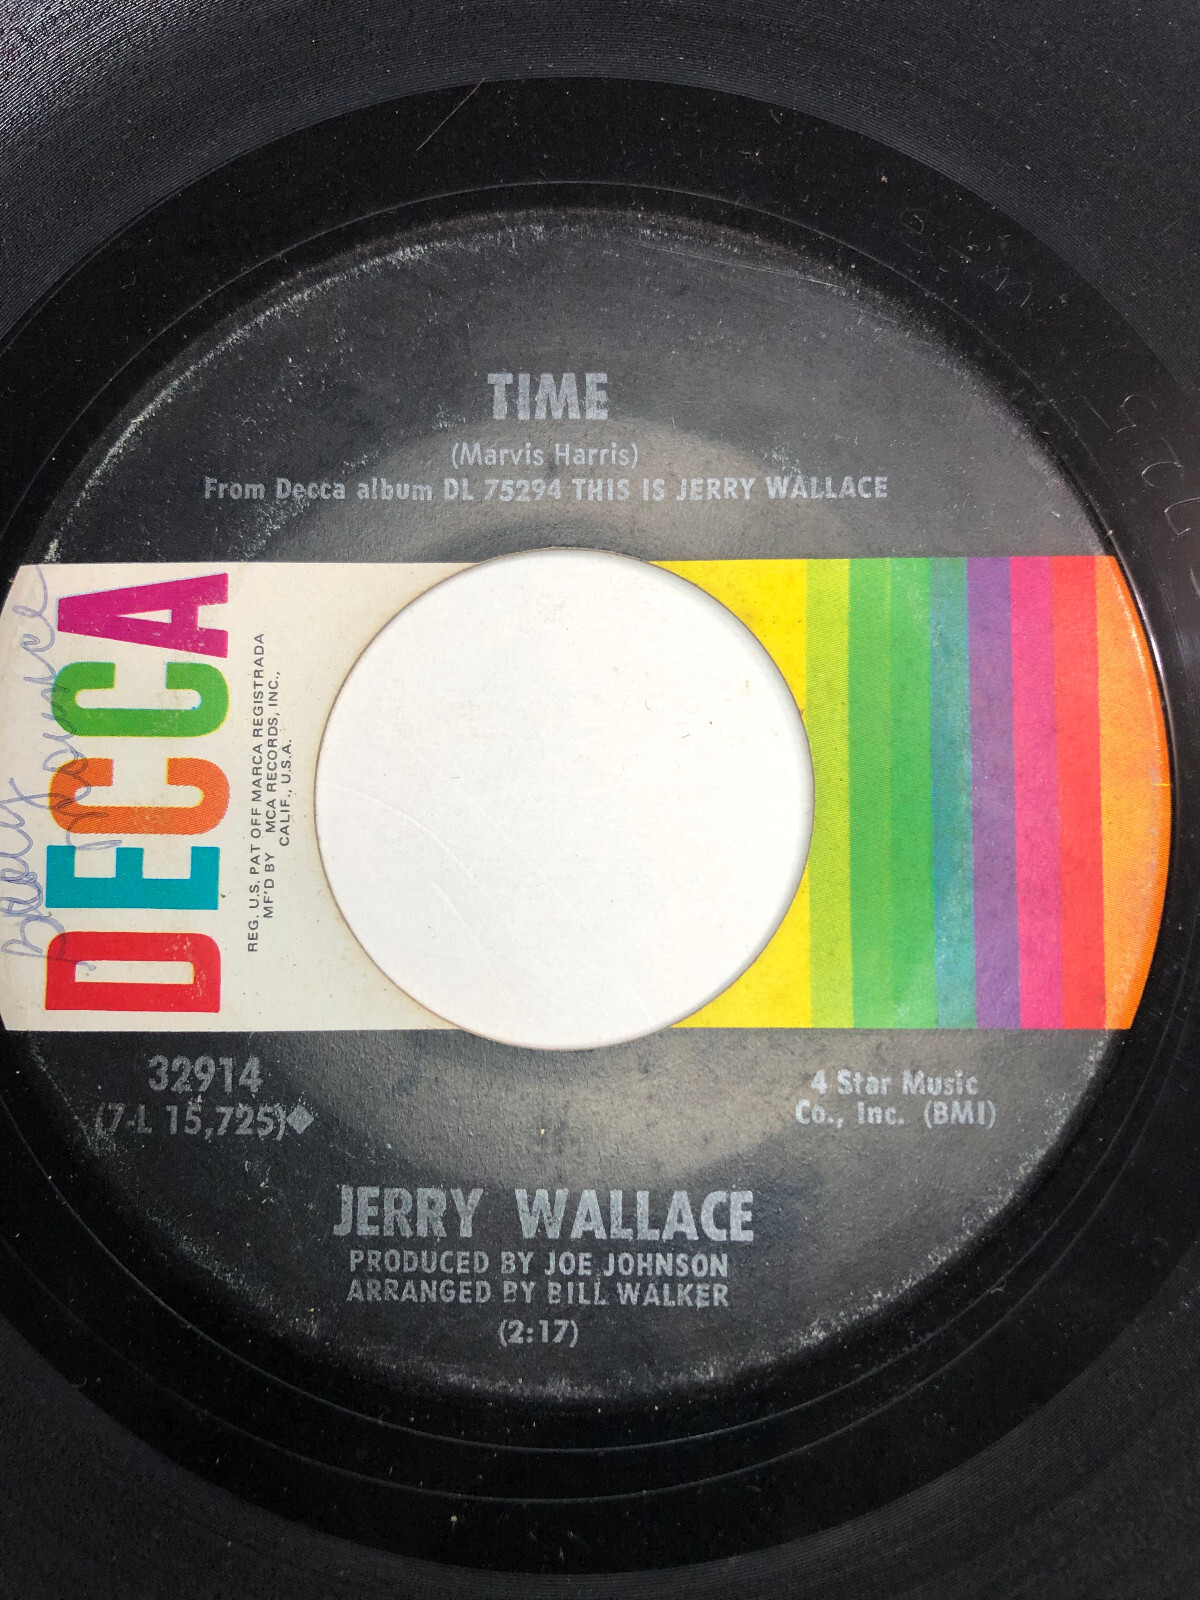 TIME
(Marvis Harris)
From Decca album DL 75294 THIS IS JERRY WALLACE
DECCA
REG. U.S. PAT OFF MARCA REGISTRADA
MF'D BY MCA RECORDS, INC.,
CALIF., U.S.A.
32914
(7-L 15,725)◆
4 Star Music
Co., Inc. (BMI)
JERRY WALLACE
PRODUCED BY JOE JOHNSON
ARRANGED BY BILL WALKER
(2:17)